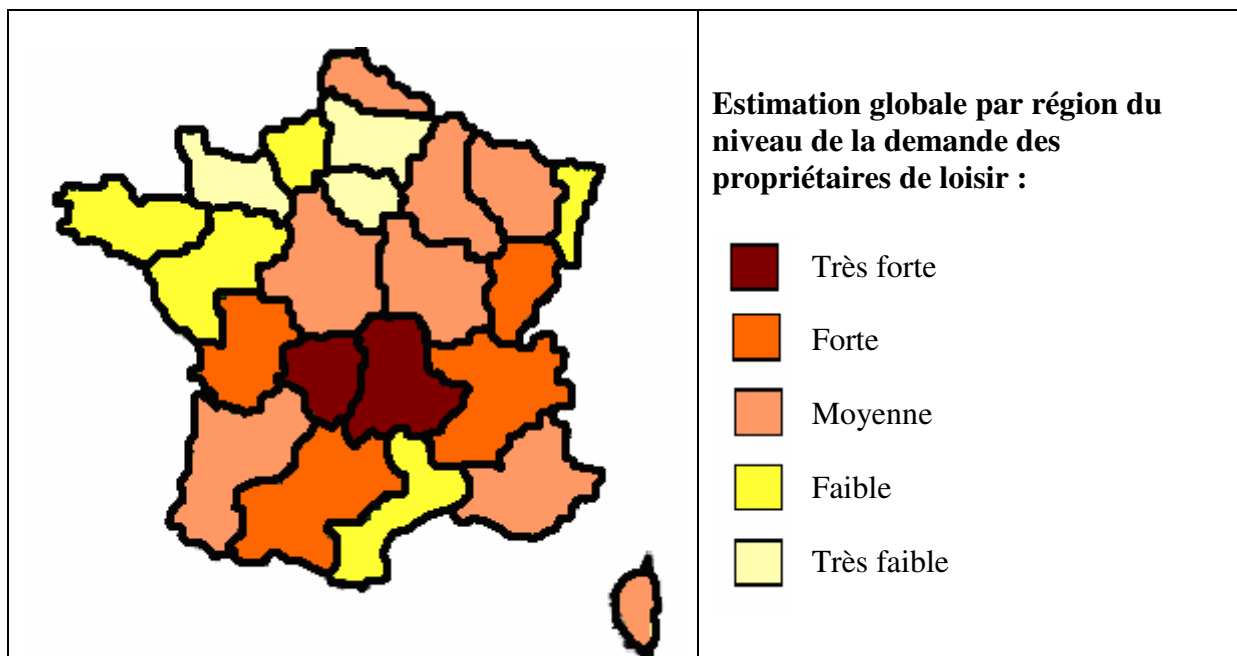 Estimation globale par région du
niveau de la demande des
propriétaires de loisir :
Très forte
Forte
Moyenne
Faible
Très faible